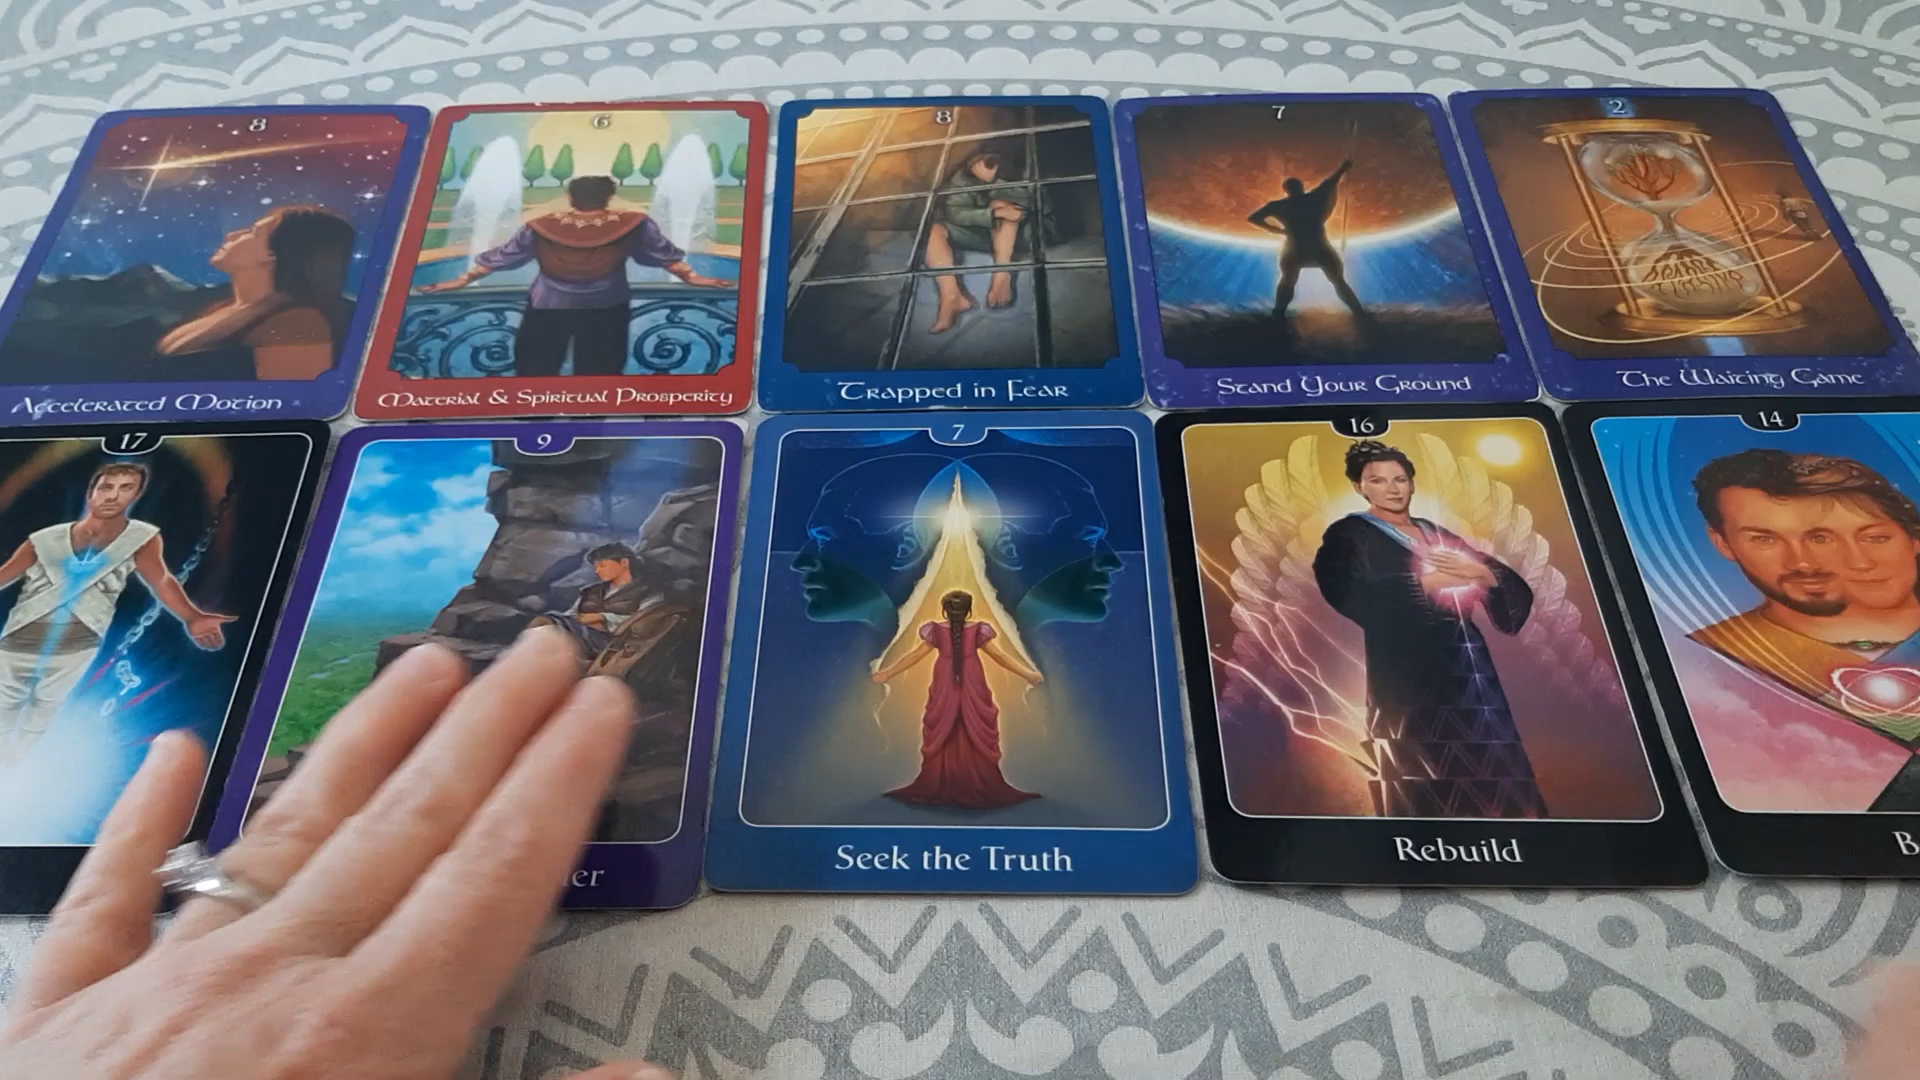 8
6
8
7
2
Accelerated Motion
Material & Spiritual Prosperity
Trapped in Fear
Stand Your Ground
The Waiting Game
17
9
7
16
14
Seek the Truth
Rebuild